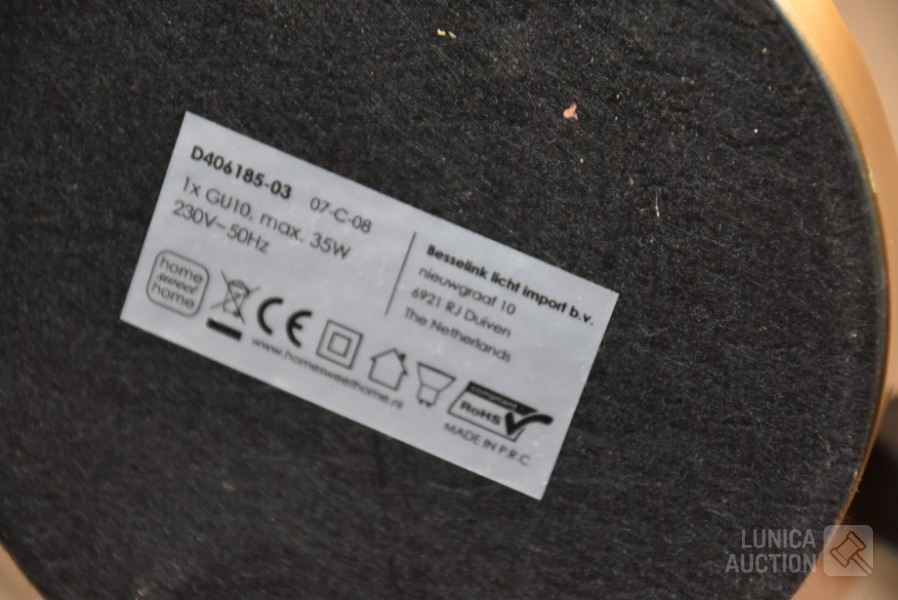 D406185-03 07-C-08
1x GU10, max. 35W
230V~50Hz
Besselink licht import b.v.
nieuwgraaf 10
6921 RJ Duiven
The Netherlands
home
sweet
home
CE
www.homesweethome.nl
RoHS
MADE IN P.R.C.
LUNICA
AUCTION